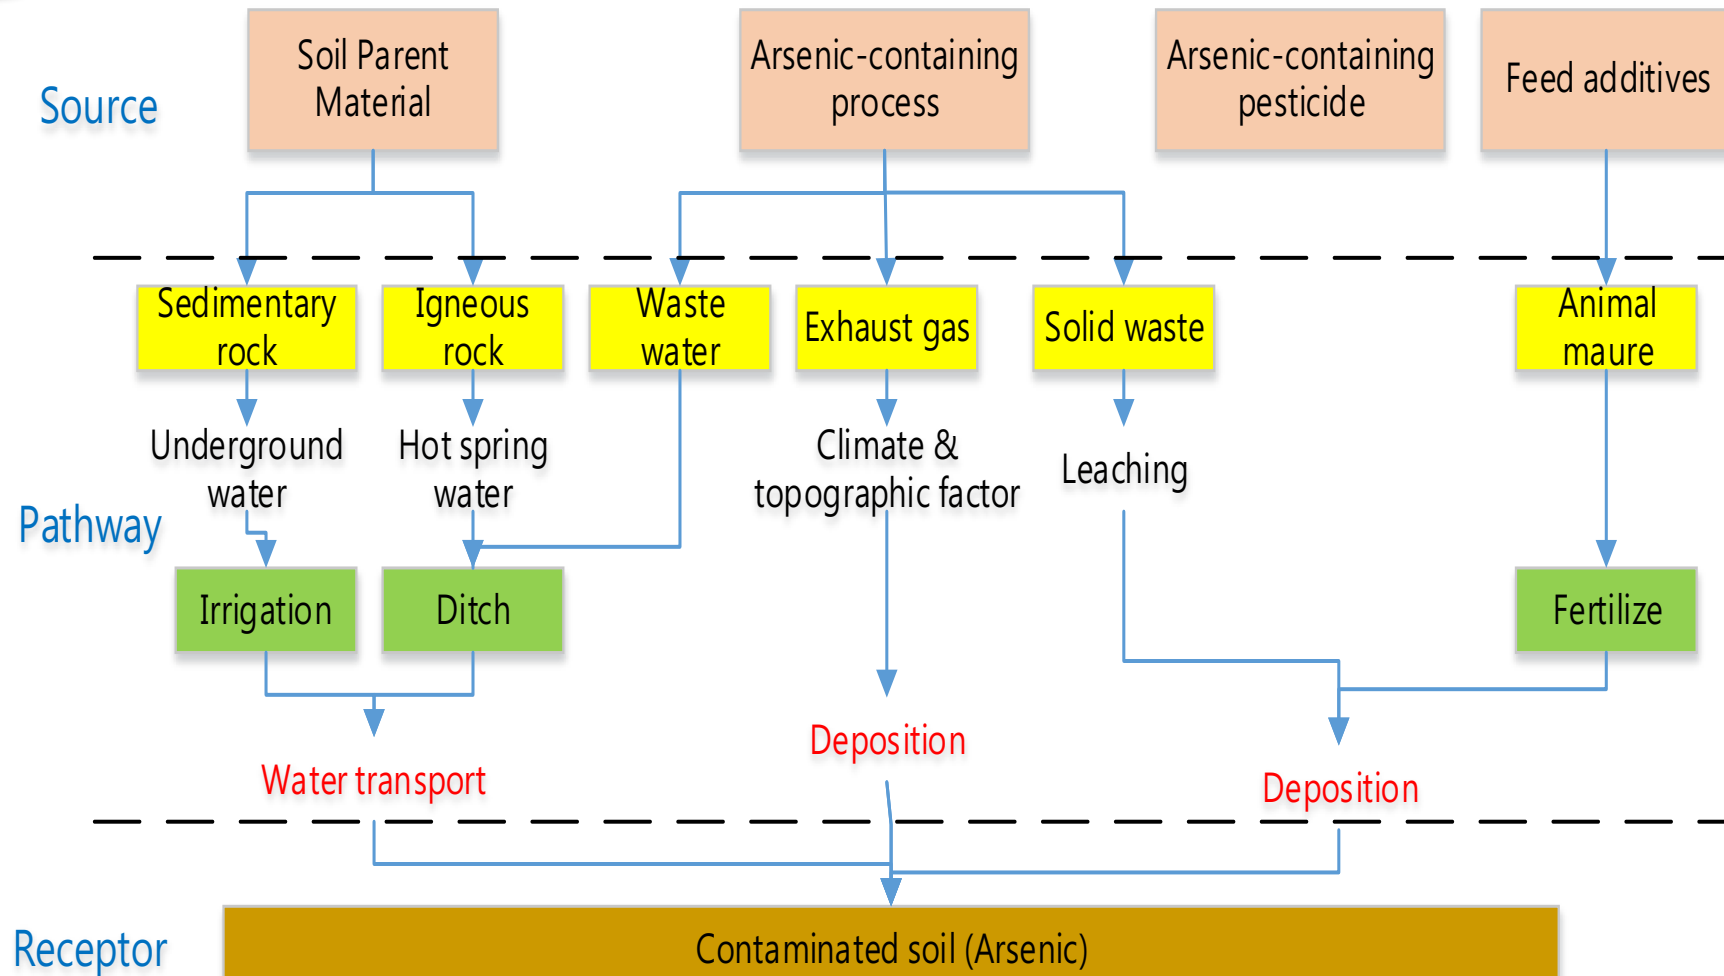 Source
Soil Parent
Material
Arsenic-containing
process
Arsenic-containing
pesticide
Feed additives
Sedimentary
rock
Igneous
rock
Waste
water
Exhaust gas
Solid waste
Animal
maure
Pathway
Underground
water
Hot spring
water
Climate &
topographic factor
Leaching
Irrigation
Ditch
Fertilize
Water transport
Deposition
Deposition
Receptor
Contaminated soil (Arsenic)